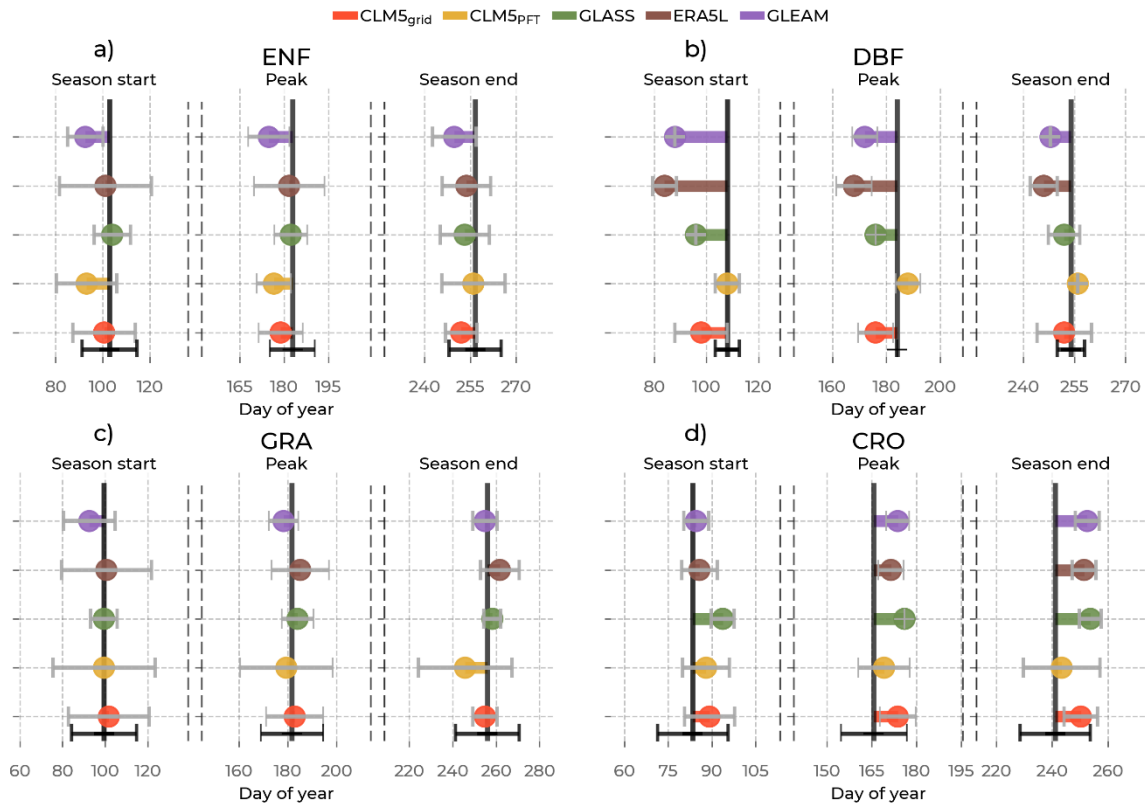 CLM5grid CLM5PFT GLASS ERA5L GLEAM
a) b)
ENF DBF
Season start Peak Season end Season start Peak Season end
80 100 120 165 180 195 240 255 270 80 100 120 160 180 200 240 255 270
Day of year Day of year
c) d)
GRA CRO
Season start Peak Season end Season start Peak Season end
60 80 100 120 140 160 180 200 220 240 260 280 60 75 90 105 150 165 180 195 220 240 260
Day of year Day of year